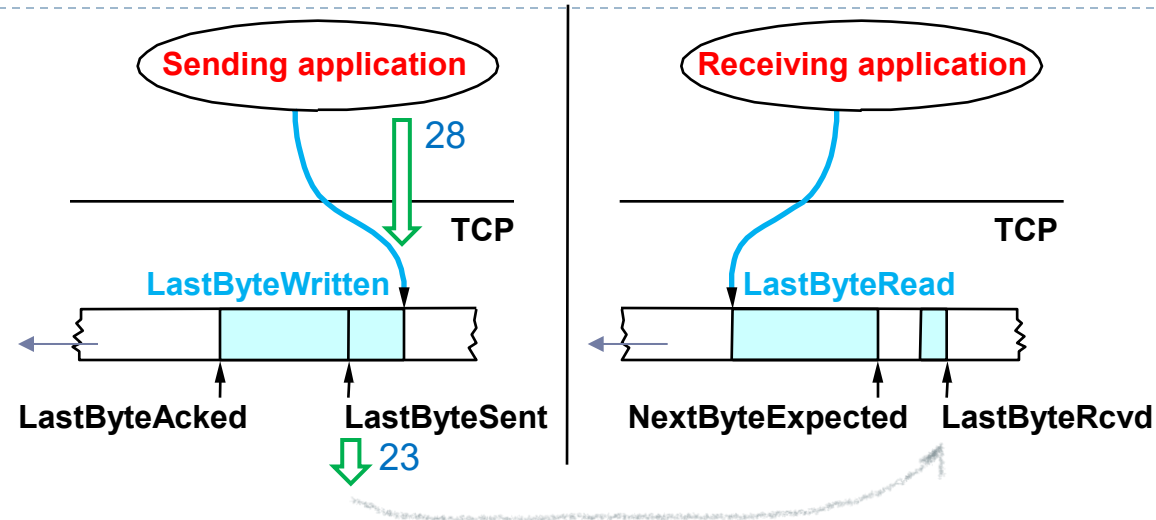 Sending application
Receiving application
28
TCP
TCP
LastByteWritten
LastByteRead
LastByteAcked
LastByteSent
NextByteExpected
LastByteRcvd
23